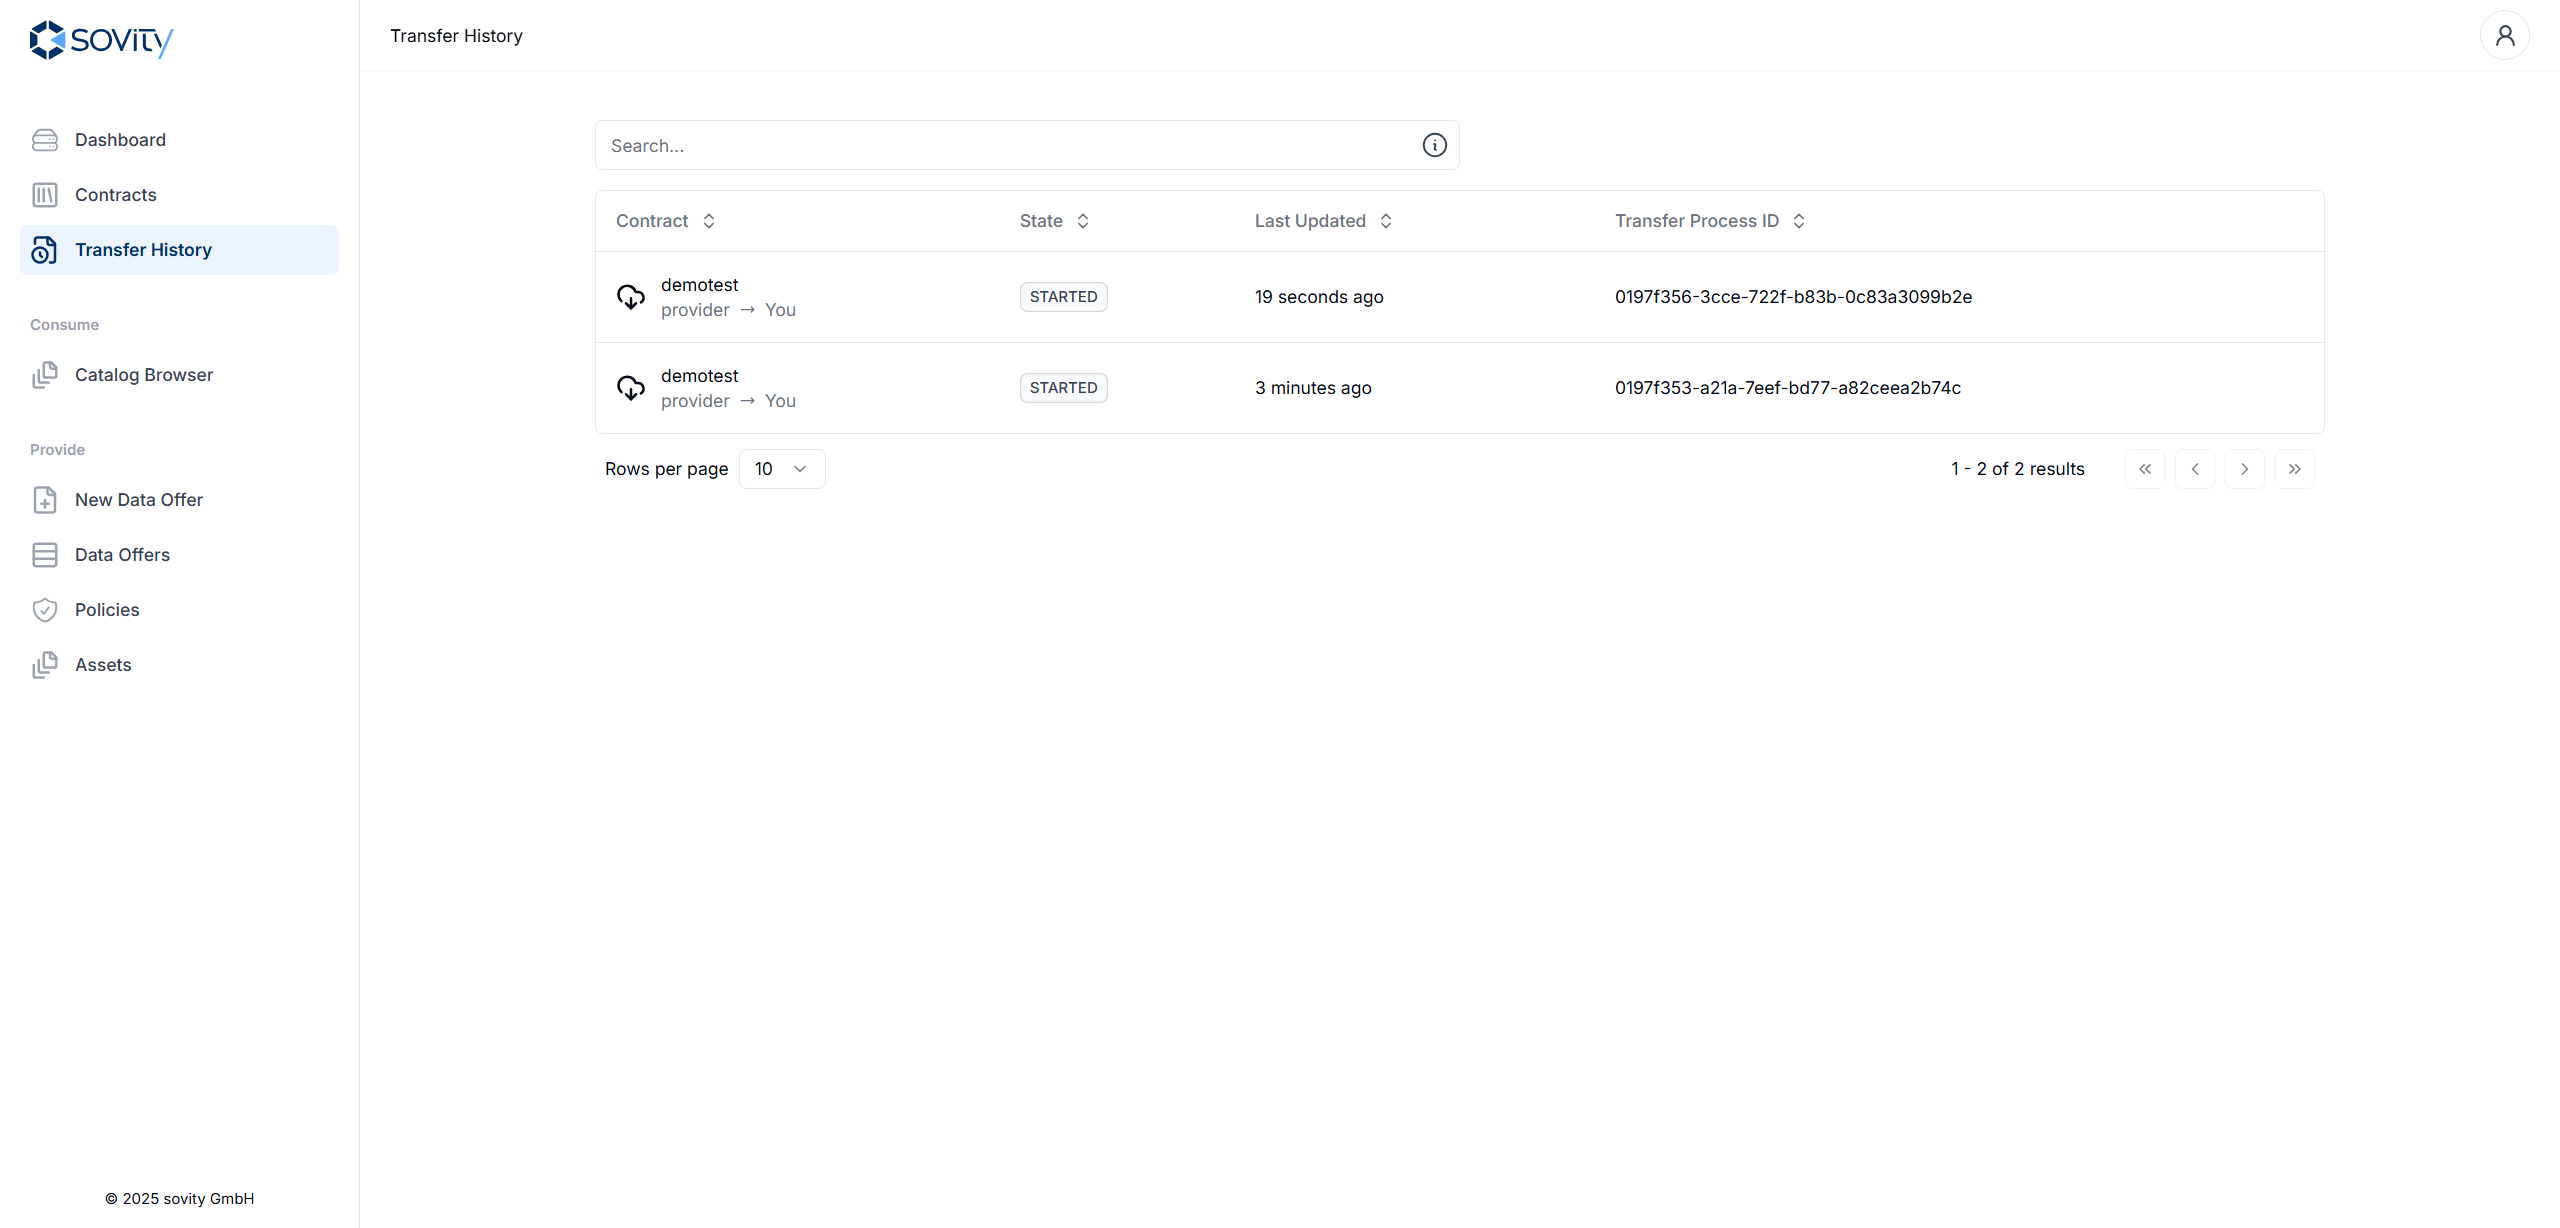 sovity
Transfer History
Dashboard
Contracts
Transfer History
Consume
Catalog Browser
Provide
New Data Offer
Data Offers
Policies
Assets
© 2025 sovity GmbH
Search...
Contract State Last Updated Transfer Process ID
demotest
provider → You
STARTED
19 seconds ago
0197f356-3cce-722f-b83b-0c83a3099b2e
demotest
provider → You
STARTED
3 minutes ago
0197f353-a21a-7eef-bd77-a82ceea2b74c
Rows per page 10
1 - 2 of 2 results